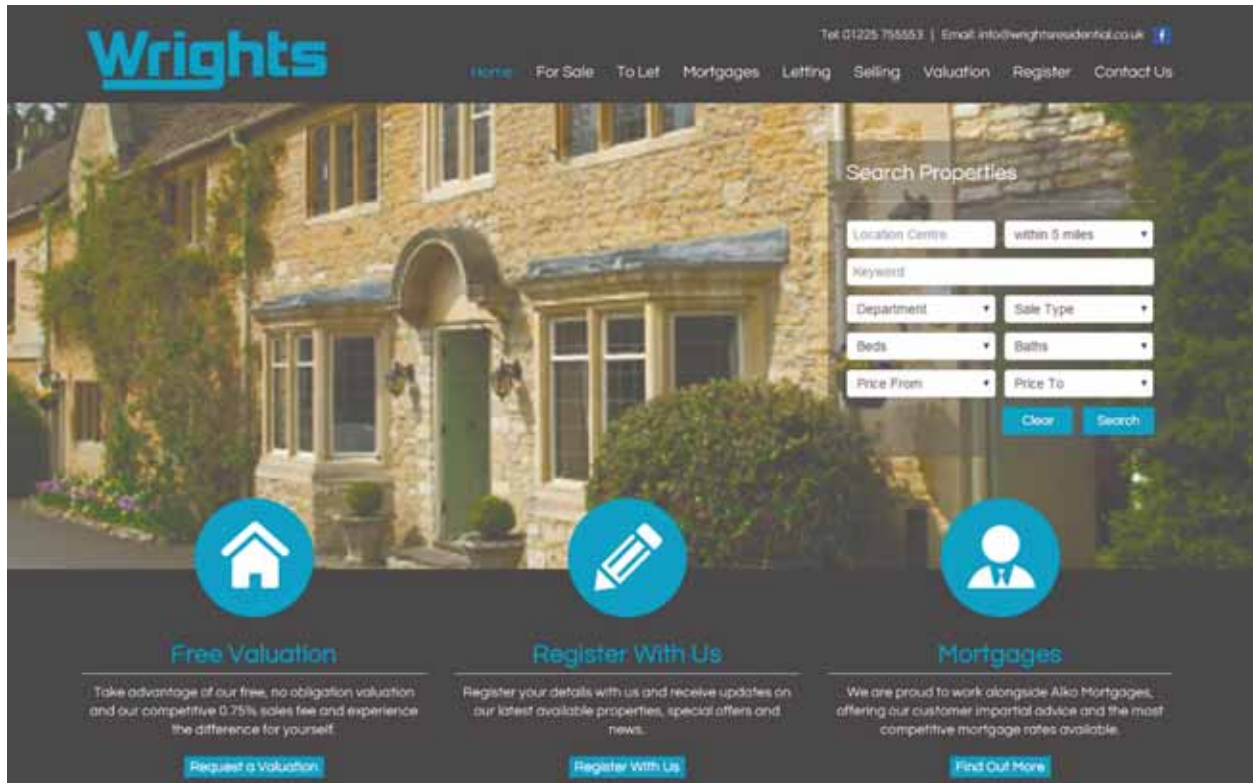 Wrights
Tel: 01225 755553 | Email: info@wrightsresidential.co.uk f
Home For Sale To Let Mortgages Letting Selling Valuation Register Contact Us
Search Properties
Location Centre within 5 miles
Keyword
Department Sale Type
Beds Baths
Price From Price To
Clear Search
Free Valuation
Take advantage of our free, no obligation valuation
and our competitive 0.75% sales fee and experience
the difference for yourself.
Request a Valuation
Register With Us
Register your details with us and receive updates on
our latest available properties, special offers and
news.
Register With Us
Mortgages
We are proud to work alongside Alko Mortgages,
offering our customer impartial advice and the most
competitive mortgage rates available.
Find Out More